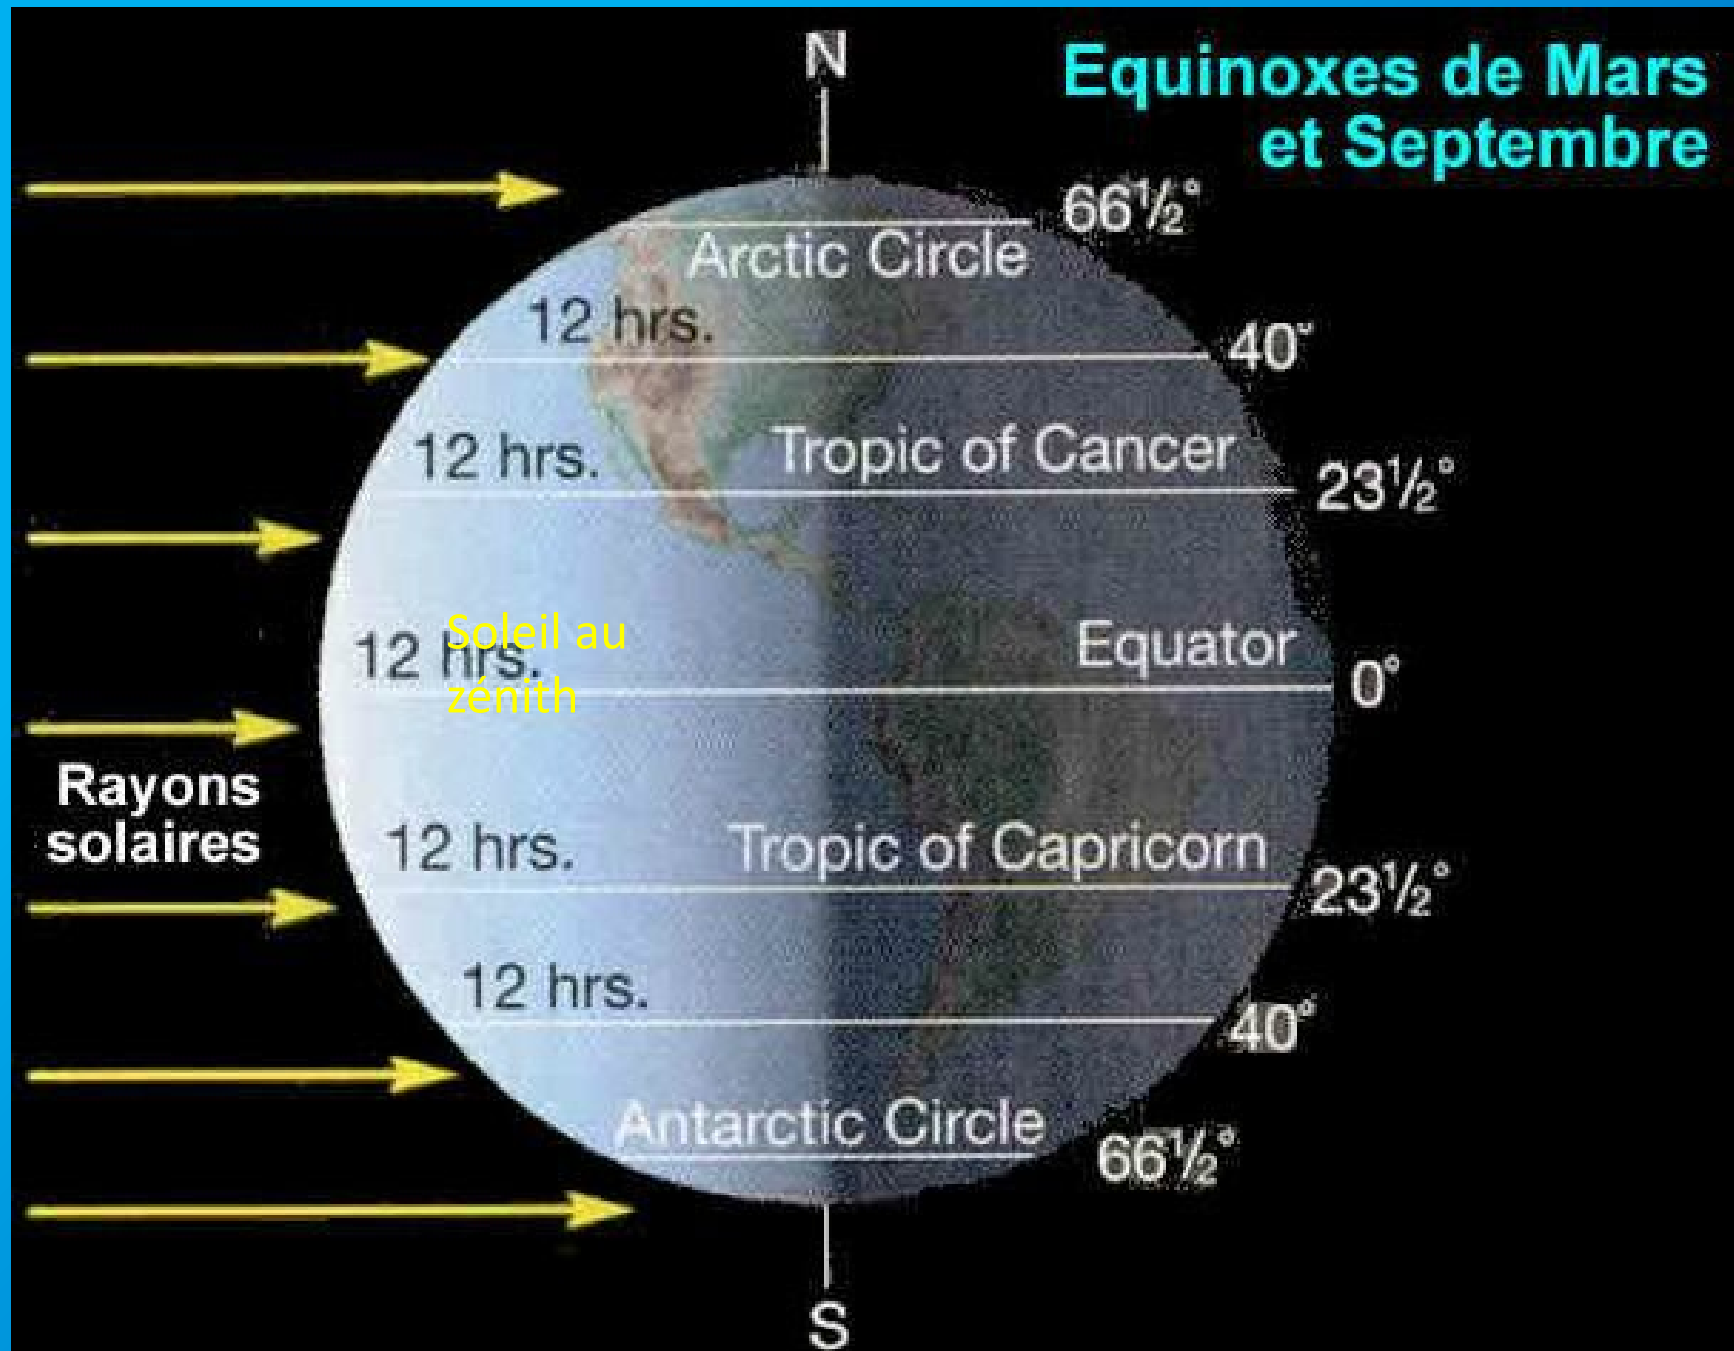 N
Equinoxes de Mars
et Septembre
66½°
Arctic Circle
12 hrs.
40°
12 hrs.
Tropic of Cancer
23½°
Soleil au
zénith
12 hrs.
Equator
0°
Rayons
solaires
12 hrs.
Tropic of Capricorn
23½°
12 hrs.
40°
Antarctic Circle
66½°
S